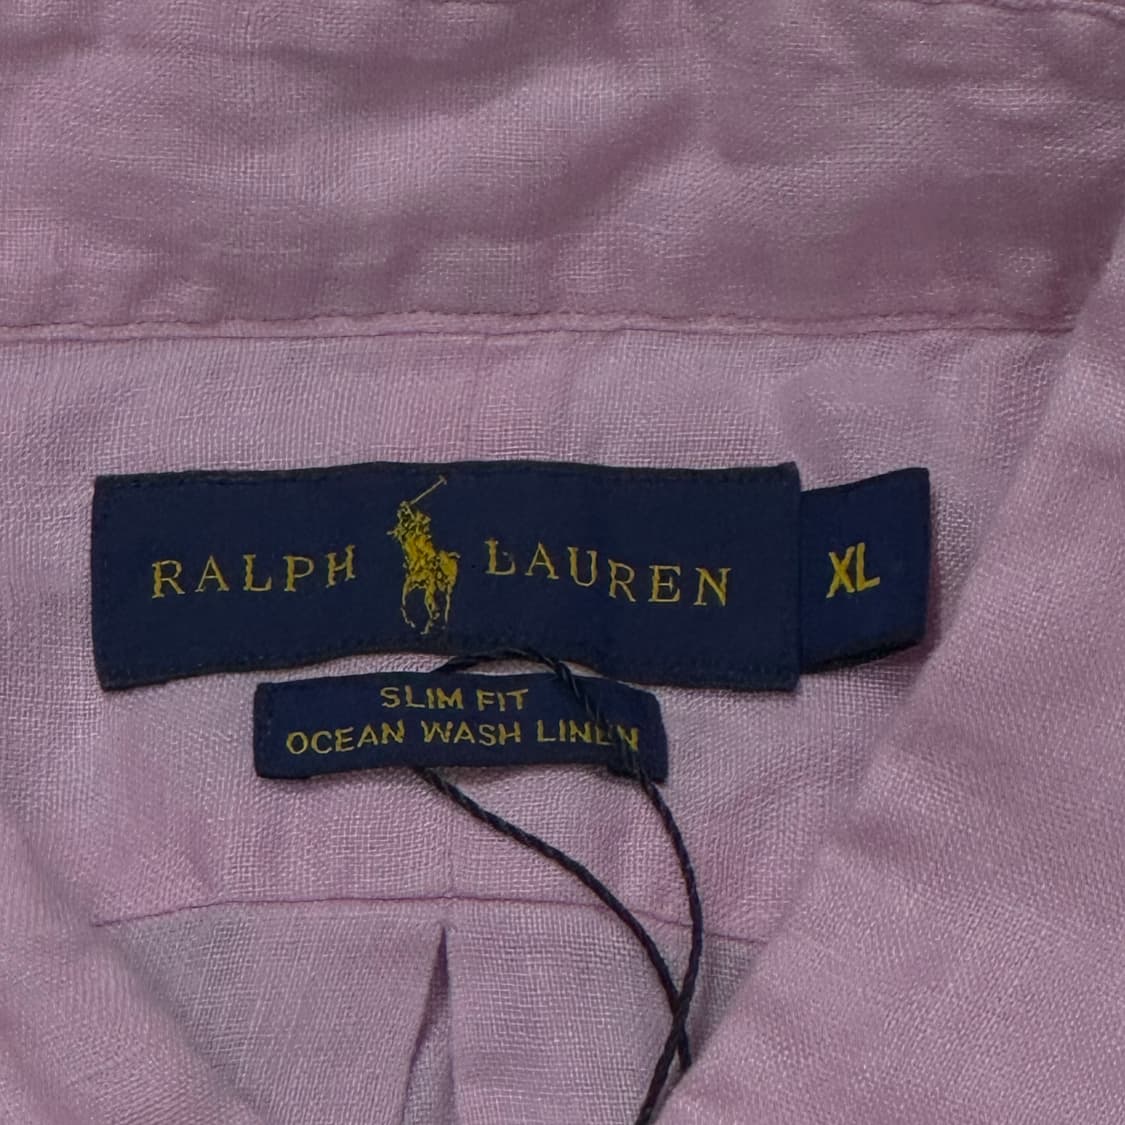 RALPH LAUREN XL
SLIM FIT
OCEAN WASH LINEN